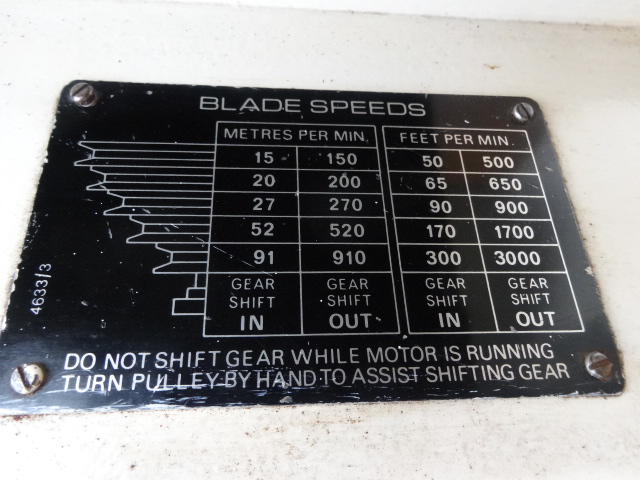 BLADE SPEEDS
METRES PER MIN. FEET PER MIN.
15 150 50 500
20 200 65 650
27 270 90 900
52 520 170 1700
91 910 300 3000
GEAR SHIFT IN GEAR SHIFT OUT GEAR SHIFT IN GEAR SHIFT OUT
4633/3
DO NOT SHIFT GEAR WHILE MOTOR IS RUNNING
TURN PULLEY BY HAND TO ASSIST SHIFTING GEAR